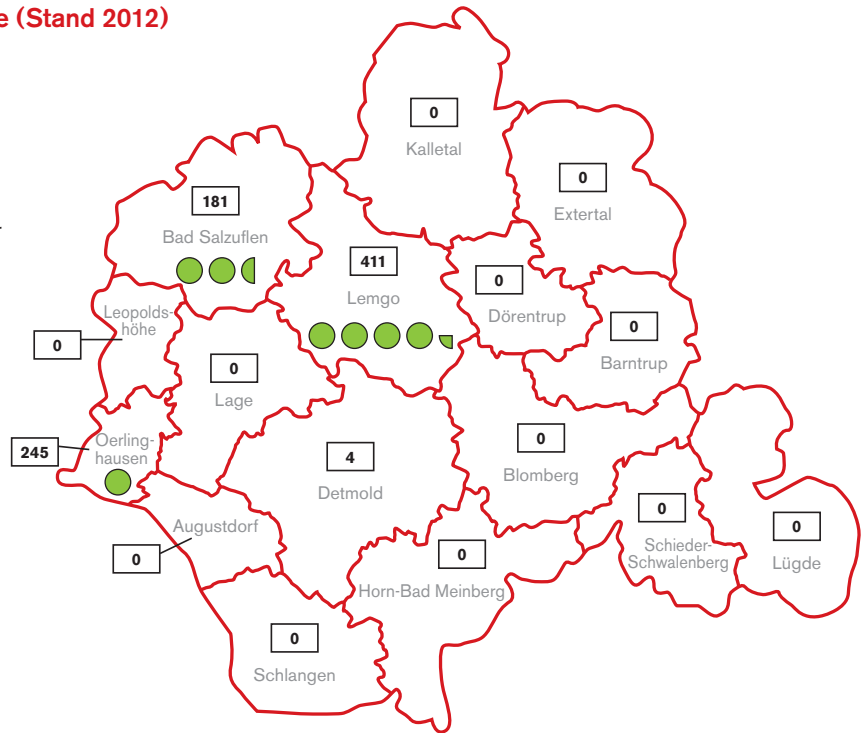 e (Stand 2012)
0
Kalletal
0
Extertal
181
Bad Salzuflen
411
Lemgo
0
Dörentrup
Leopolds-
höhe
0
0
Barntrup
0
Lage
Oerling-
hausen
245
0
Blomberg
4
Detmold
0
Schieder-
Schwalenberg
0
Lügde
Augustdorf
0
0
Horn-Bad Meinberg
0
Schlangen